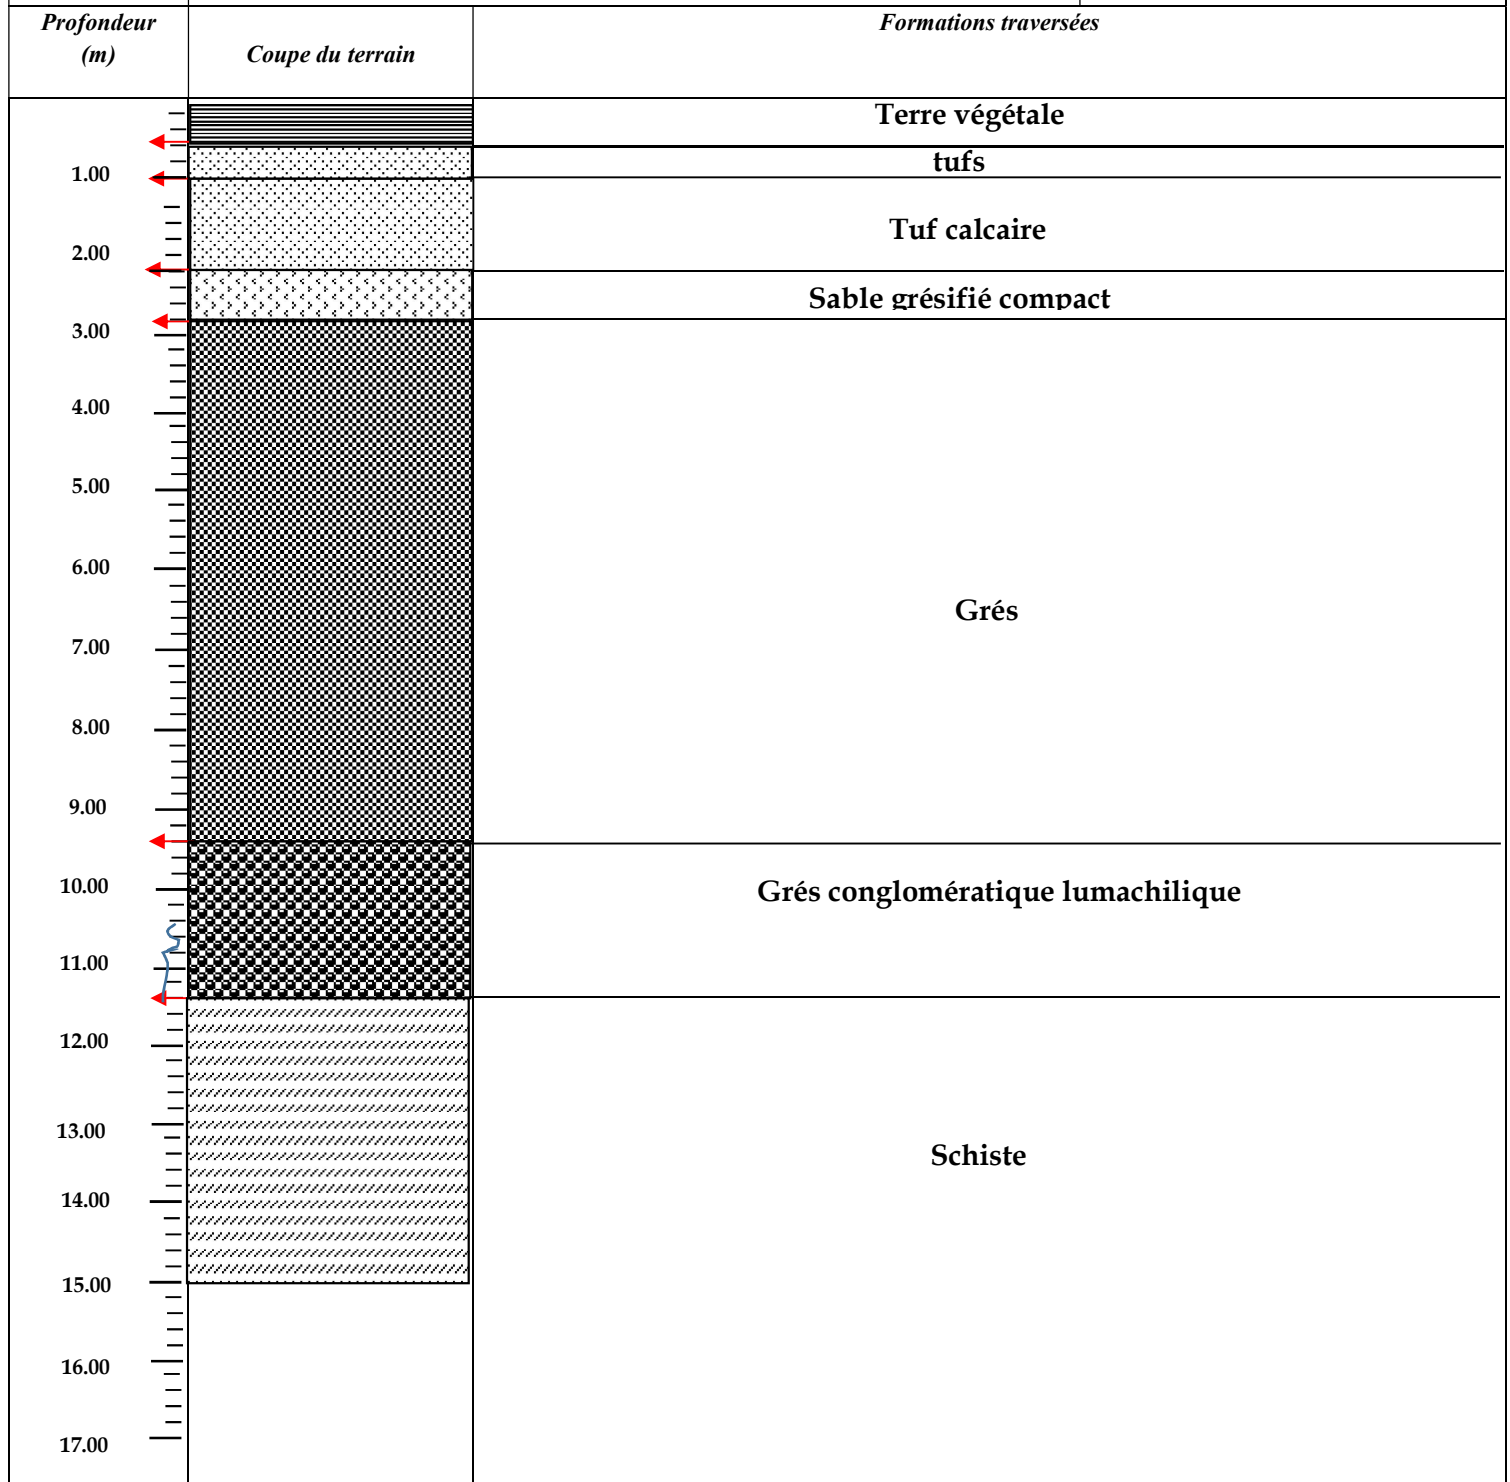 Profondeur
(m)
Coupe du terrain
Formations traversées
Terre végétale
tufs
1.00
Tuf calcaire
2.00
Sable grésifié compact
3.00
4.00
5.00
6.00
Grés
7.00
8.00
9.00
10.00
Grés conglomératique lumachilique
11.00
12.00
13.00
Schiste
14.00
15.00
16.00
17.00